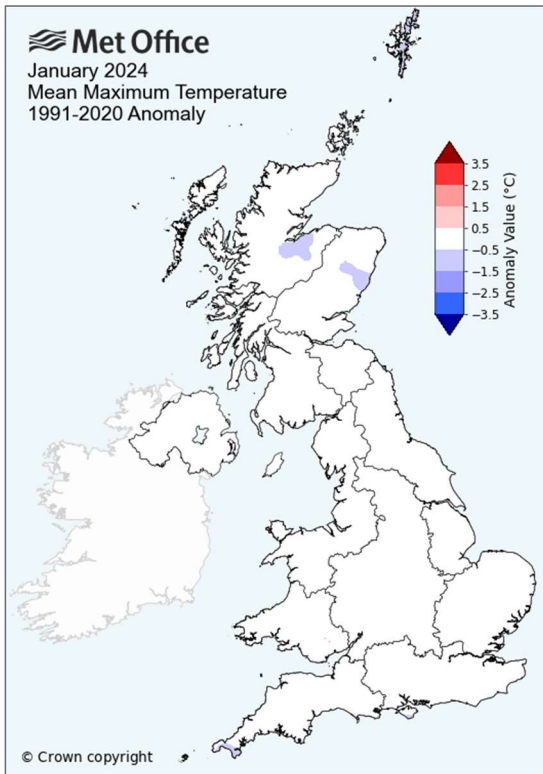 Met Office
January 2024
Mean Maximum Temperature
1991-2020 Anomaly
3.5
2.5
1.5
0.5
−0.5
−1.5
−2.5
−3.5
Anomaly Value (°C)
© Crown copyright